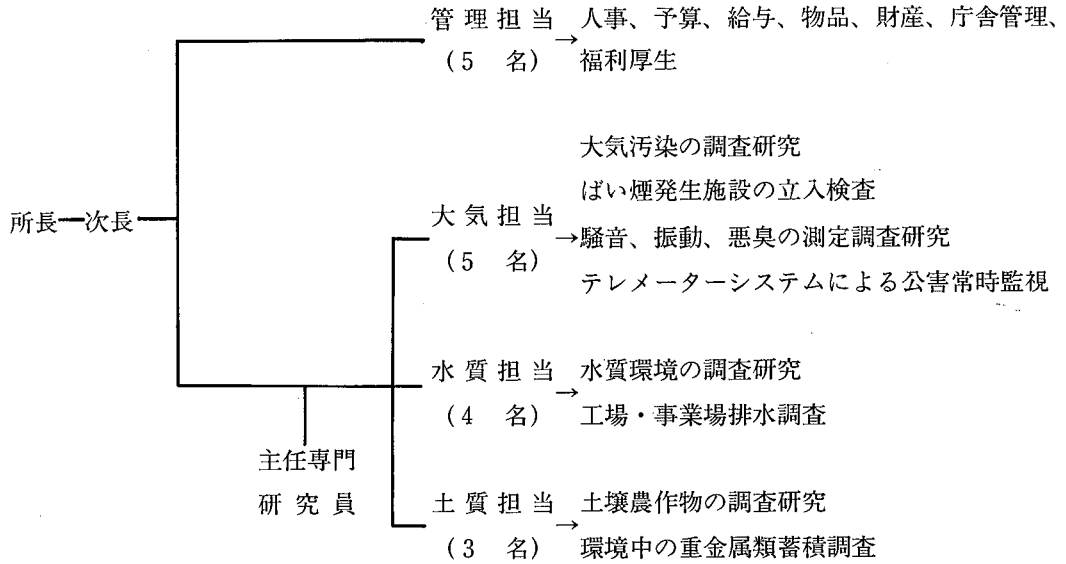 所長―次長
管理担当
(5 名)
→
人事、予算、給与、物品、財産、庁舎管理、
福利厚生
主任専門
研究員
大気担当
(5 名)
→
大気汚染の調査研究
ばい煙発生施設の立入検査
騒音、振動、悪臭の測定調査研究
テレメーターシステムによる公害常時監視
水質担当
(4 名)
→
水質環境の調査研究
工場・事業場排水調査
土質担当
(3 名)
→
土壌農作物の調査研究
環境中の重金属類蓄積調査